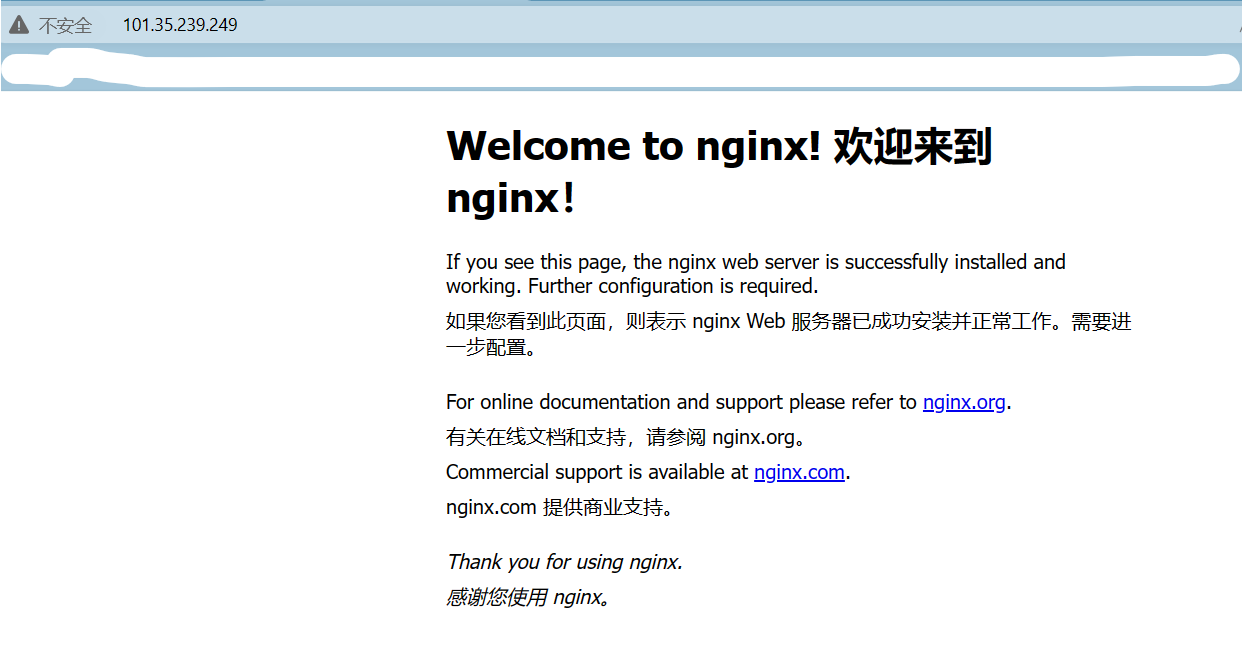 不安全 101.35.239.249
Welcome to nginx! 欢迎来到
nginx！
If you see this page, the nginx web server is successfully installed and
working. Further configuration is required.
如果您看到此页面，则表示 nginx Web 服务器已成功安装并正常工作。需要进
一步配置。
For online documentation and support please refer to nginx.org.
有关在线文档和支持，请参阅 nginx.org。
Commercial support is available at nginx.com.
nginx.com 提供商业支持。
Thank you for using nginx.
感谢您使用 nginx。